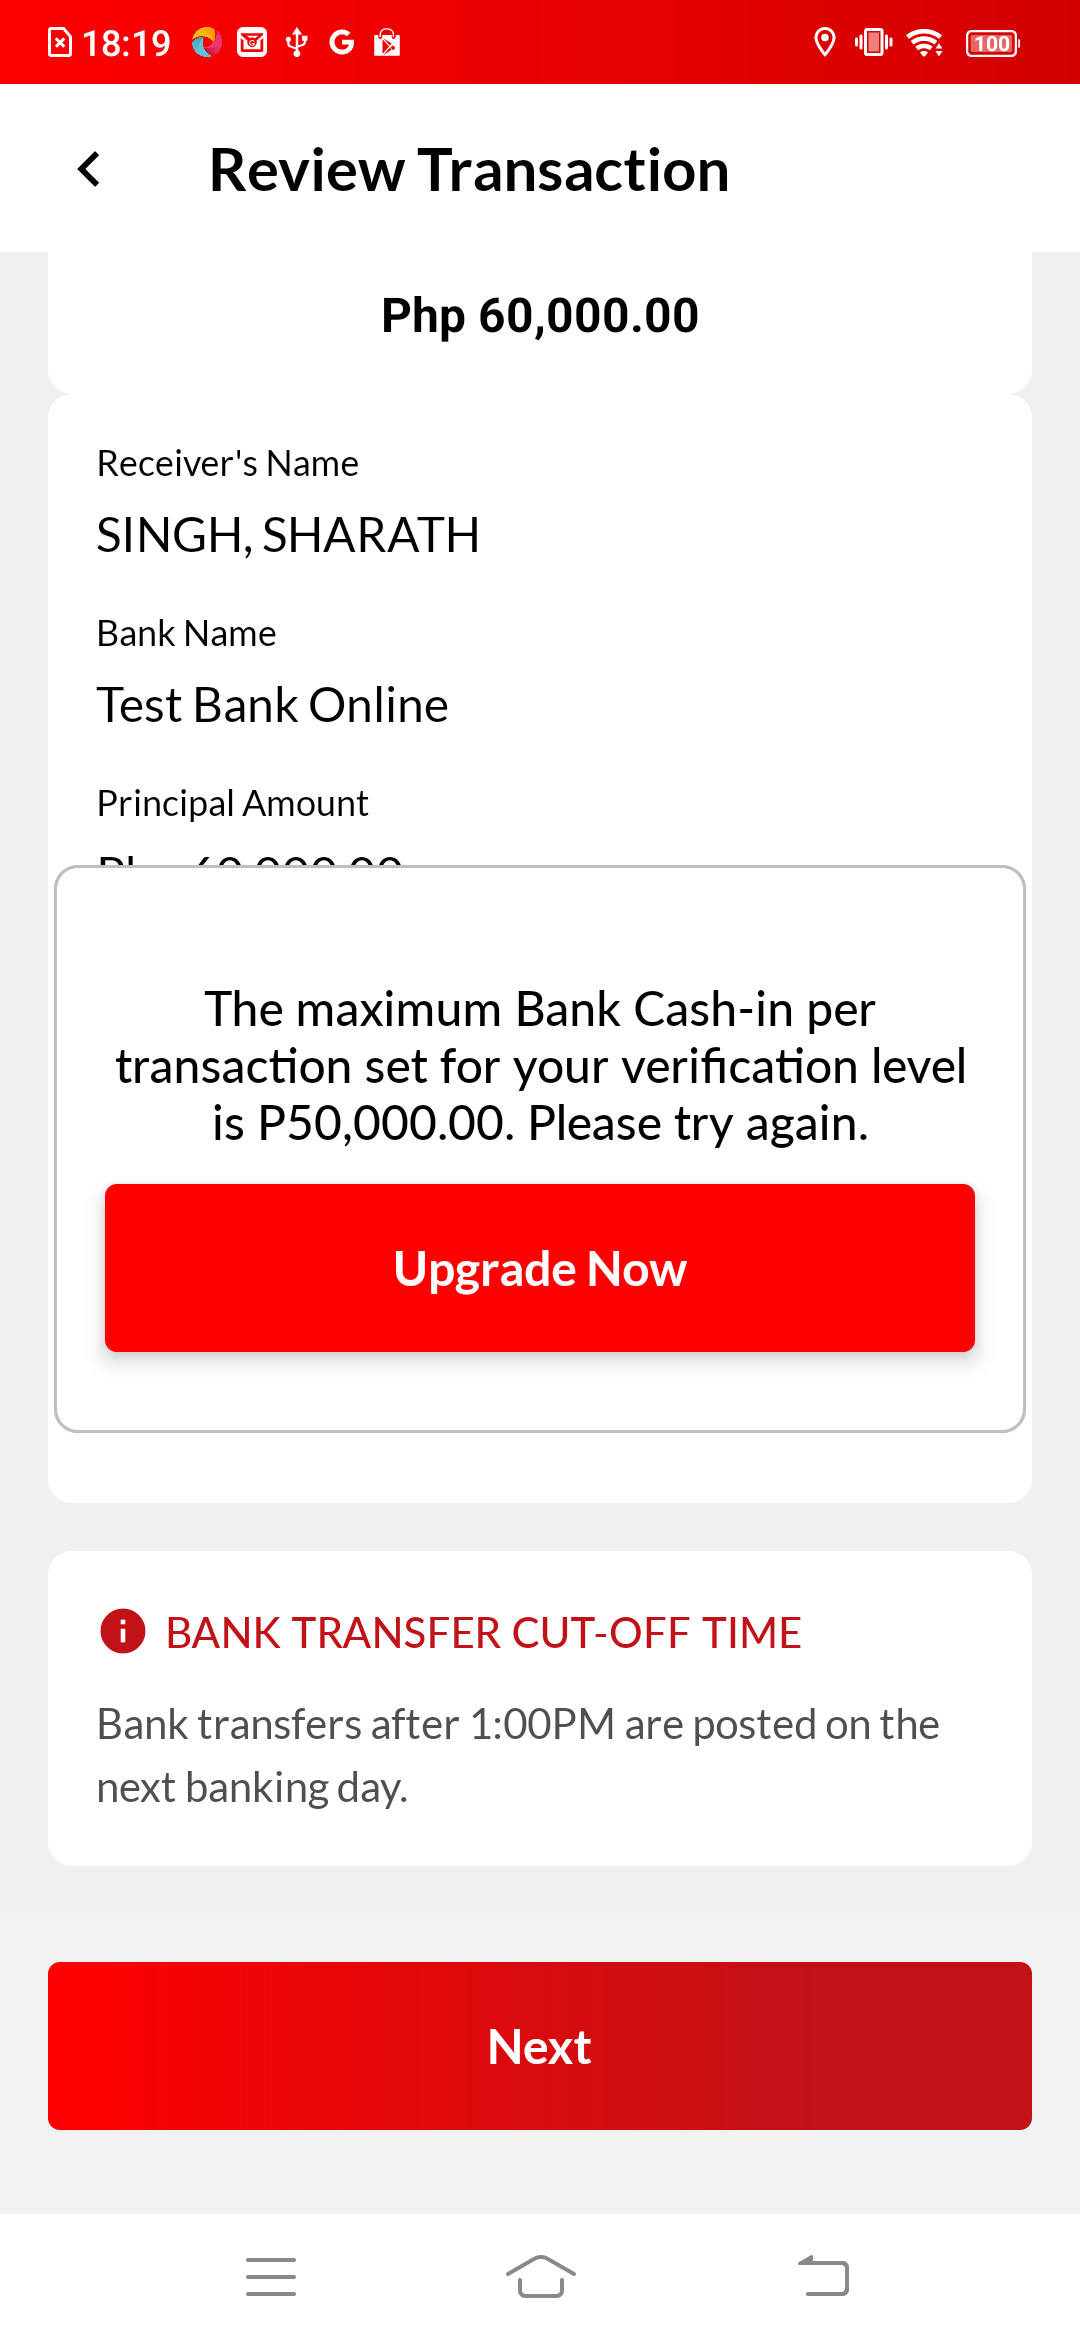 18:19
100
Review Transaction
Php 60,000.00
Receiver's Name
SINGH, SHARATH
Bank Name
Test Bank Online
Principal Amount
The maximum Bank Cash-in per
transaction set for your verification level
is P50,000.00. Please try again.
Upgrade Now
BANK TRANSFER CUT-OFF TIME
Bank transfers after 1:00PM are posted on the
next banking day.
Next